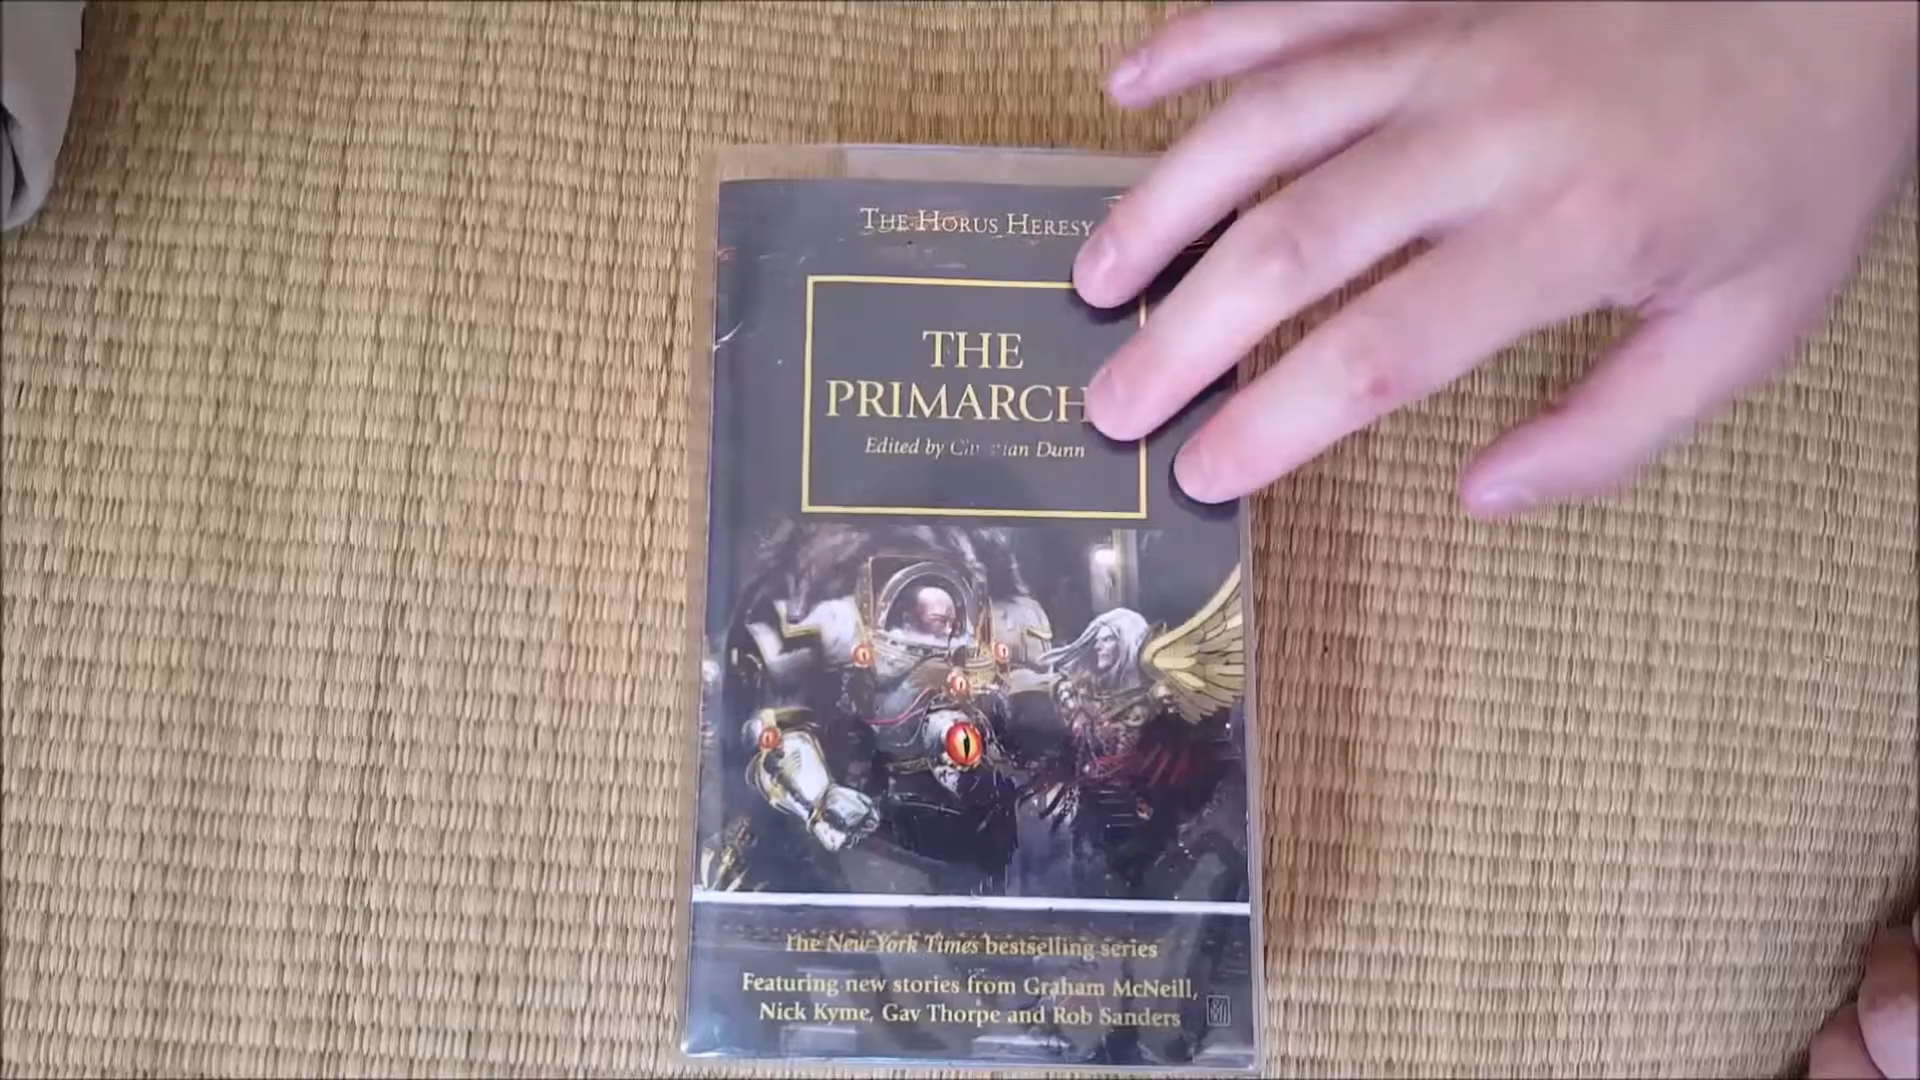 THE HORUS HERESY
THE
PRIMARCH
Edited by Dunn
The New York Times bestselling series
Featuring new stories from Graham McNeill,
Nick Kyme, Gav Thorpe and Rob Sanders